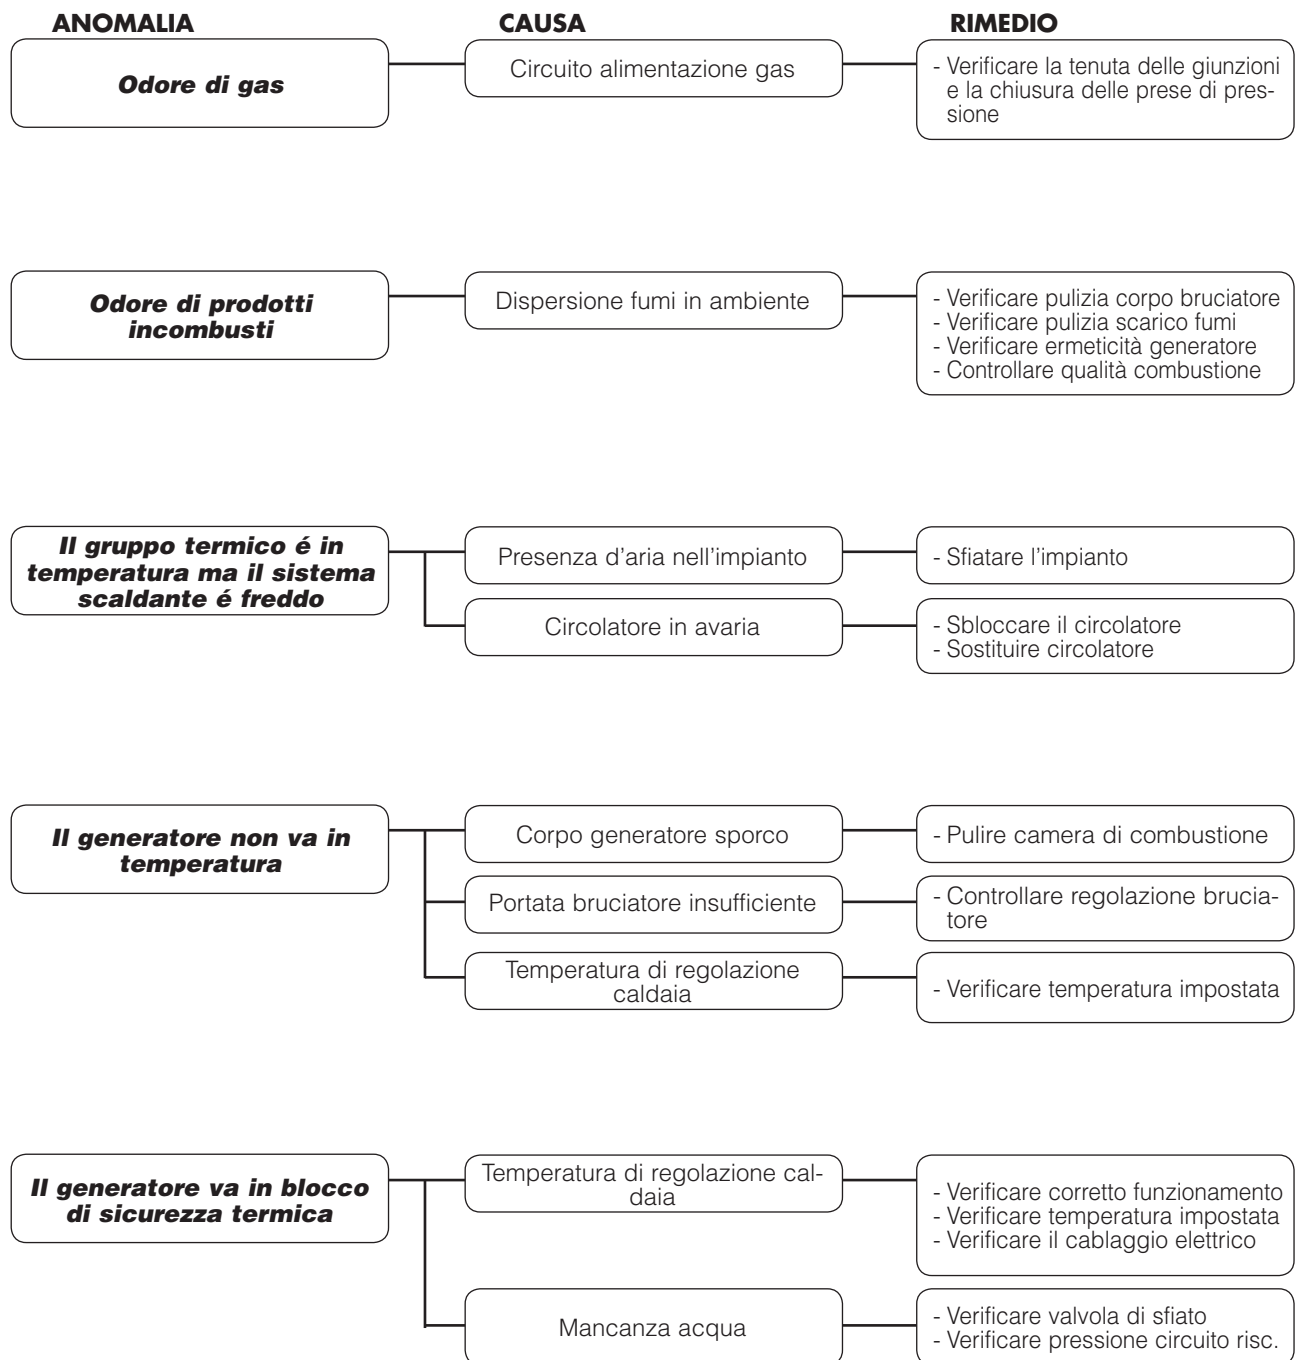 ANOMALIA
CAUSA
RIMEDIO
Odore di gas
Circuito alimentazione gas
- Verificare la tenuta delle giunzioni
e la chiusura delle prese di pres-
sione
Odore di prodotti
incombusti
Dispersione fumi in ambiente
- Verificare pulizia corpo bruciatore
- Verificare pulizia scarico fumi
- Verificare ermeticità generatore
- Controllare qualità combustione
Il gruppo termico é in
temperatura ma il sistema
scaldante é freddo
Presenza d'aria nell'impianto
- Sfiatare l'impianto
Circolatore in avaria
- Sbloccare il circolatore
- Sostituire circolatore
Il generatore non va in
temperatura
Corpo generatore sporco
- Pulire camera di combustione
Portata bruciatore insufficiente
- Controllare regolazione brucia-
tore
Temperatura di regolazione
caldaia
- Verificare temperatura impostata
Il generatore va in blocco
di sicurezza termica
Temperatura di regolazione cal-
daia
- Verificare corretto funzionamento
- Verificare temperatura impostata
- Verificare il cablaggio elettrico
Mancanza acqua
- Verificare valvola di sfiato
- Verificare pressione circuito risc.